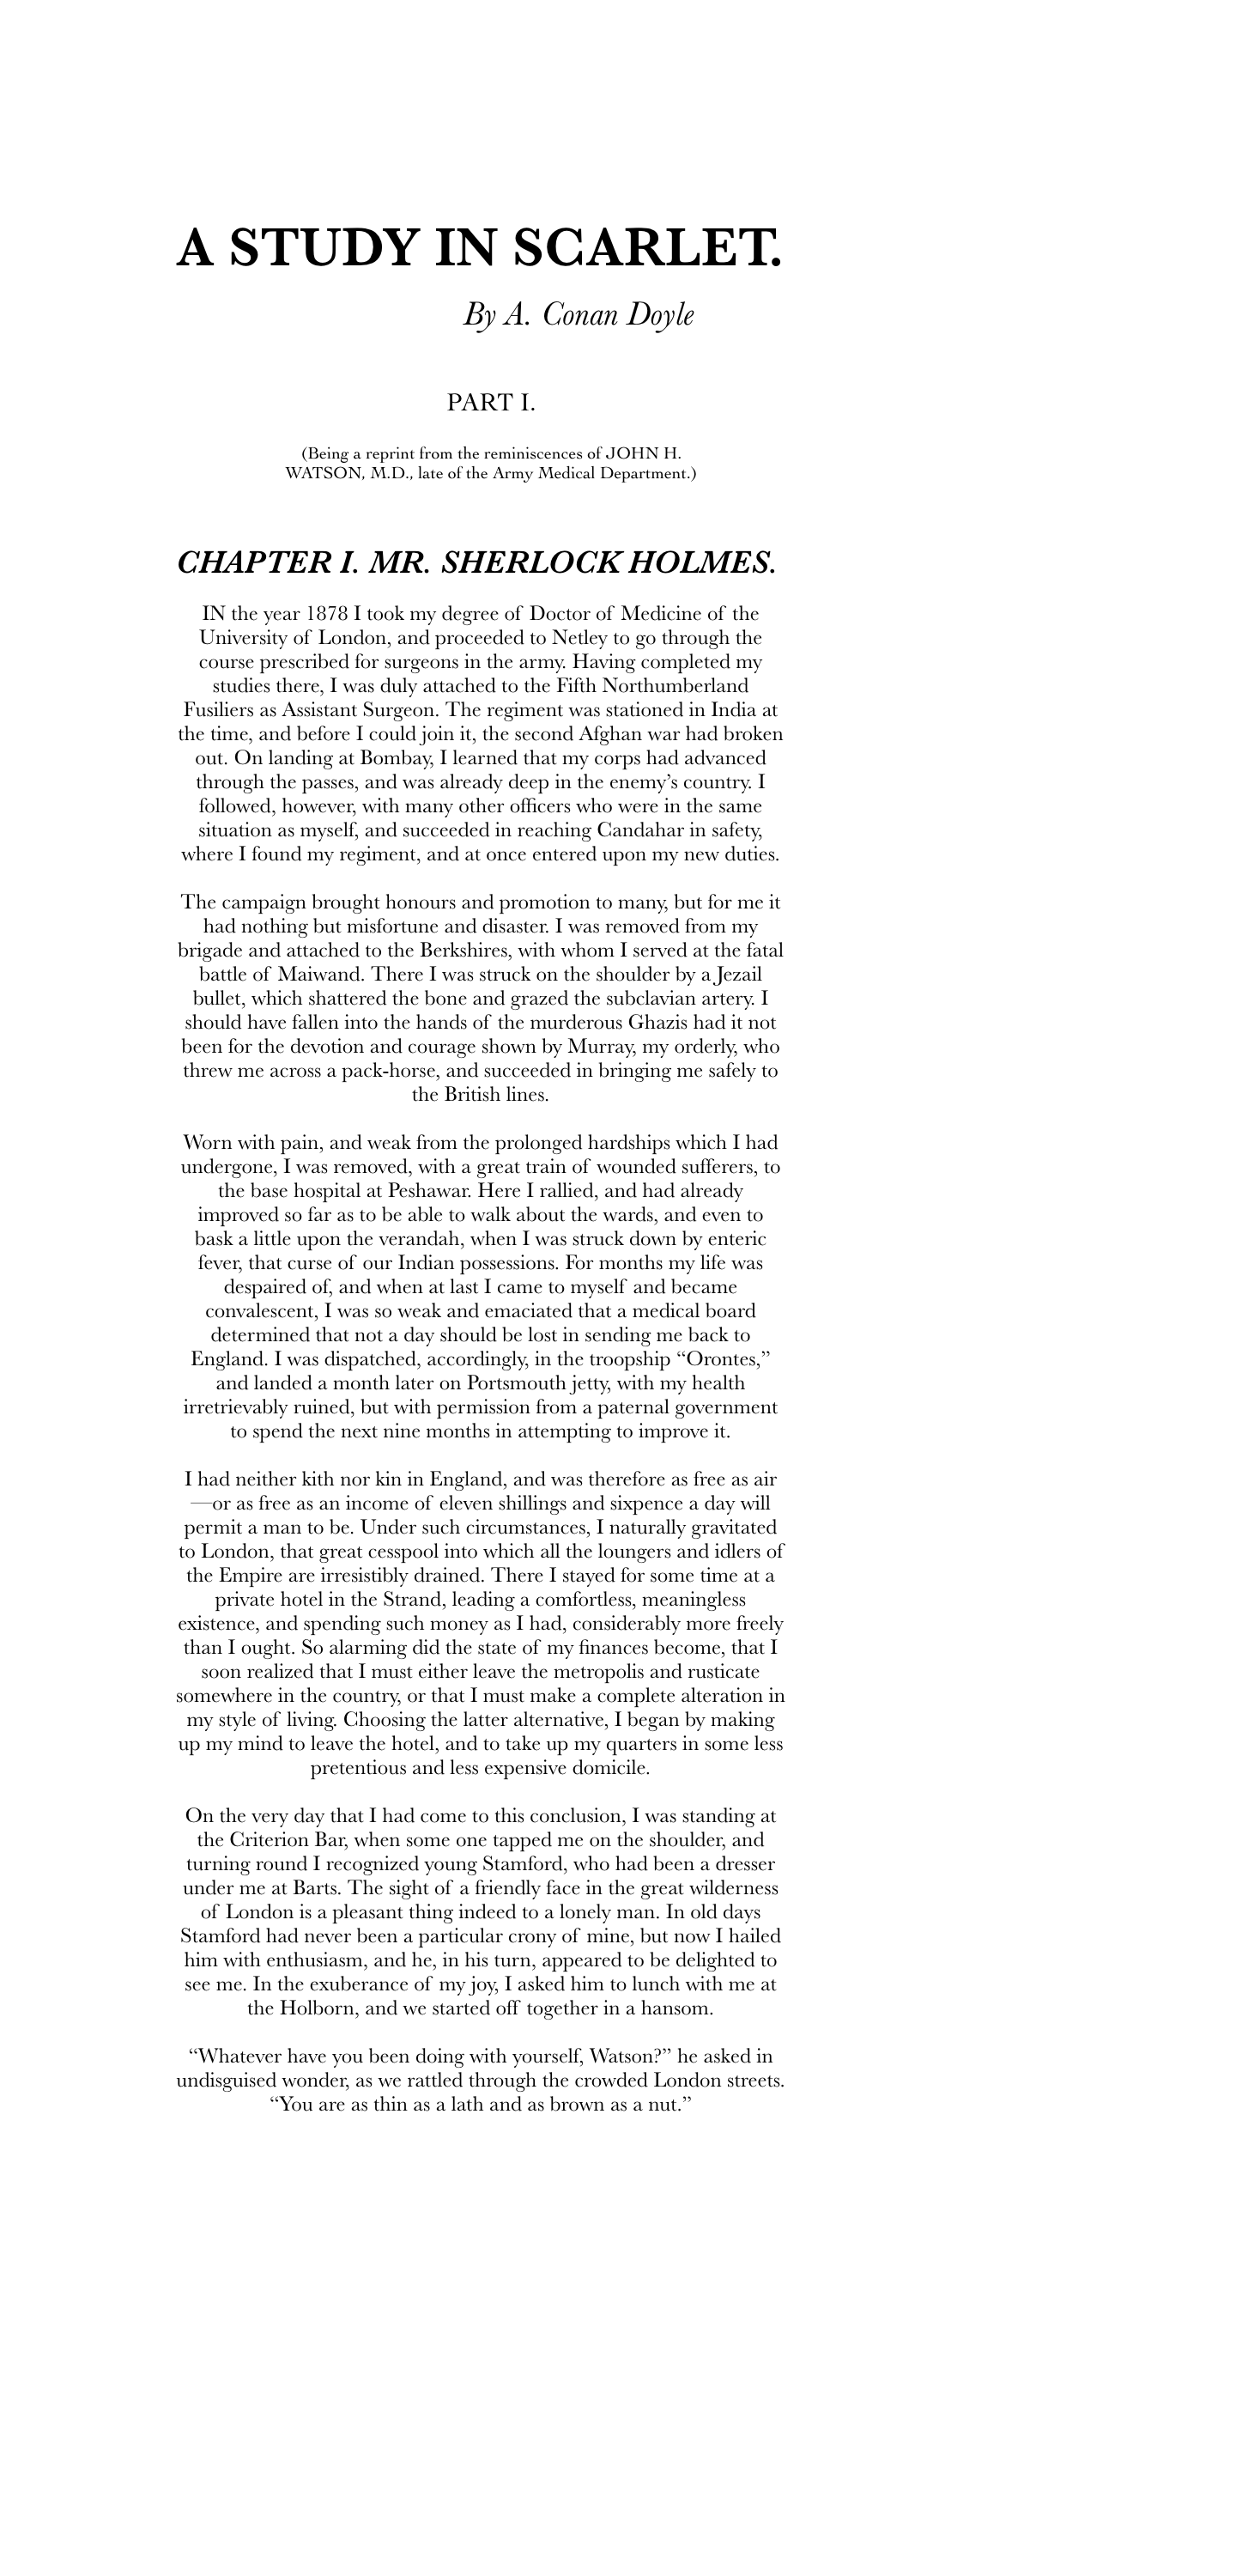 A STUDY IN SCARLET.
By A. Conan Doyle
PART I.
(Being a reprint from the reminiscences of JOHN H.
WATSON, M.D., late of the Army Medical Department.)
CHAPTER I. MR. SHERLOCK HOLMES.
IN the year 1878 I took my degree of Doctor of Medicine of the
University of London, and proceeded to Netley to go through the
course prescribed for surgeons in the army. Having completed my
studies there, I was duly attached to the Fifth Northumberland
Fusiliers as Assistant Surgeon. The regiment was stationed in India at
the time, and before I could join it, the second Afghan war had broken
out. On landing at Bombay, I learned that my corps had advanced
through the passes, and was already deep in the enemy’s country. I
followed, however, with many other officers who were in the same
situation as myself, and succeeded in reaching Candahar in safety,
where I found my regiment, and at once entered upon my new duties.
The campaign brought honours and promotion to many, but for me it
had nothing but misfortune and disaster. I was removed from my
brigade and attached to the Berkshires, with whom I served at the fatal
battle of Maiwand. There I was struck on the shoulder by a Jezail
bullet, which shattered the bone and grazed the subclavian artery. I
should have fallen into the hands of the murderous Ghazis had it not
been for the devotion and courage shown by Murray, my orderly, who
threw me across a pack-horse, and succeeded in bringing me safely to
the British lines.
Worn with pain, and weak from the prolonged hardships which I had
undergone, I was removed, with a great train of wounded sufferers, to
the base hospital at Peshawar. Here I rallied, and had already
improved so far as to be able to walk about the wards, and even to
bask a little upon the verandah, when I was struck down by enteric
fever, that curse of our Indian possessions. For months my life was
despaired of, and when at last I came to myself and became
convalescent, I was so weak and emaciated that a medical board
determined that not a day should be lost in sending me back to
England. I was dispatched, accordingly, in the troopship “Orontes,”
and landed a month later on Portsmouth jetty, with my health
irretrievably ruined, but with permission from a paternal government
to spend the next nine months in attempting to improve it.
I had neither kith nor kin in England, and was therefore as free as air
—or as free as an income of eleven shillings and sixpence a day will
permit a man to be. Under such circumstances, I naturally gravitated
to London, that great cesspool into which all the loungers and idlers of
the Empire are irresistibly drained. There I stayed for some time at a
private hotel in the Strand, leading a comfortless, meaningless
existence, and spending such money as I had, considerably more freely
than I ought. So alarming did the state of my finances become, that I
soon realized that I must either leave the metropolis and rusticate
somewhere in the country, or that I must make a complete alteration in
my style of living. Choosing the latter alternative, I began by making
up my mind to leave the hotel, and to take up my quarters in some less
pretentious and less expensive domicile.
On the very day that I had come to this conclusion, I was standing at
the Criterion Bar, when some one tapped me on the shoulder, and
turning round I recognized young Stamford, who had been a dresser
under me at Barts. The sight of a friendly face in the great wilderness
of London is a pleasant thing indeed to a lonely man. In old days
Stamford had never been a particular crony of mine, but now I hailed
him with enthusiasm, and he, in his turn, appeared to be delighted to
see me. In the exuberance of my joy, I asked him to lunch with me at
the Holborn, and we started off together in a hansom.
“Whatever have you been doing with yourself, Watson?” he asked in
undisguised wonder, as we rattled through the crowded London streets.
“You are as thin as a lath and as brown as a nut.”